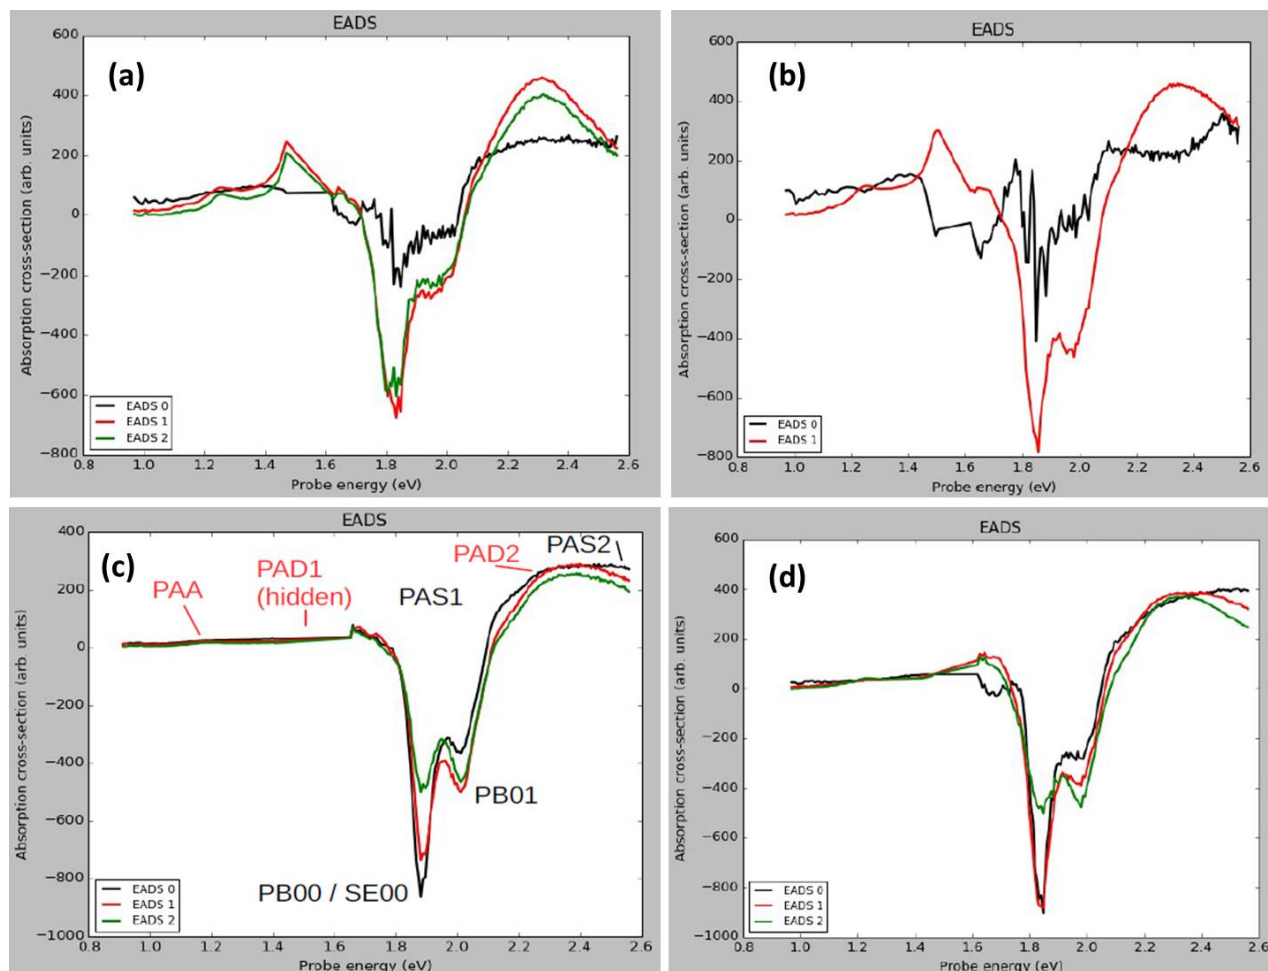 EADS
(a)
600
400
200
0
−200
−400
−600
−800
Absorption cross-section (arb. units)
EADS 0
EADS 1
EADS 2
0.8 1.0 1.2 1.4 1.6 1.8 2.0 2.2 2.4 2.6
Probe energy (eV)
EADS
(b)
600
400
200
0
−200
−400
−600
−800
Absorption cross-section (arb. units)
EADS 0
EADS 1
0.8 1.0 1.2 1.4 1.6 1.8 2.0 2.2 2.4 2.6
Probe energy (eV)
EADS
(c)
400
200
0
−200
−400
−600
−800
−1000
Absorption cross-section (arb. units)
PAS2
PAD2
PAD1
(hidden)
PAA
PAS1
PB01
PB00 / SE00
EADS 0
EADS 1
EADS 2
0.8 1.0 1.2 1.4 1.6 1.8 2.0 2.2 2.4 2.6
Probe energy (eV)
EADS
(d)
600
400
200
0
−200
−400
−600
−800
−1000
Absorption cross-section (arb. units)
EADS 0
EADS 1
EADS 2
0.8 1.0 1.2 1.4 1.6 1.8 2.0 2.2 2.4 2.6
Probe energy (eV)